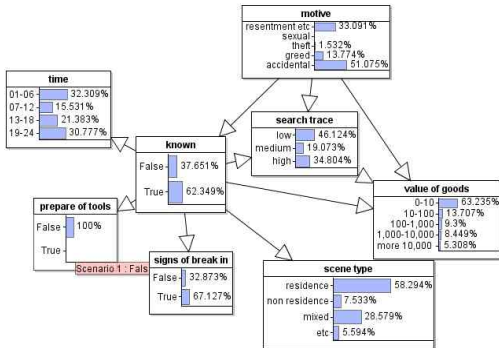 motive
resentment etc 33.091%
sexual
theft 1.532%
greed 13.774%
accidental 51.075%
time
01-06 32.309%
07-12 15.531%
13-18 21.383%
19-24 30.777%
search trace
low 46.124%
medium 19.073%
high 34.804%
known
False 37.651%
True 62.349%
value of goods
0-10 63.235%
10-100 13.707%
100-1,000 9.3%
1,000-10,000 8.449%
more 10,000 5.308%
prepare of tools
False 100%
True
Scenario 1 : Fals
signs of break in
False 32.873%
True 67.127%
scene type
residence 58.294%
non residence 7.533%
mixed 28.579%
etc 5.594%